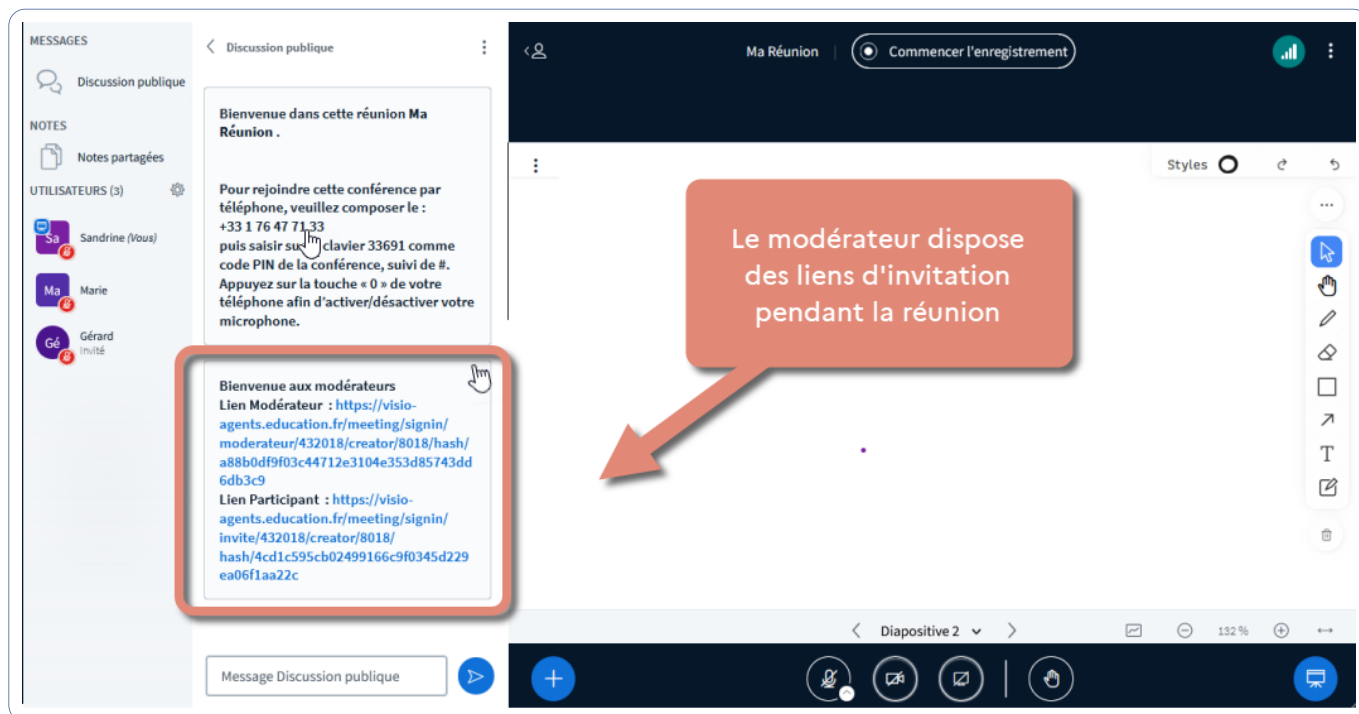 MESSAGES
Discussion publique
NOTES
Notes partagées
UTILISATEURS (3)
Sa
Sandrine (Vous)
Ma
Marie
Gé
Gérard
Invité
Discussion publique
Bienvenue dans cette réunion Ma
Réunion .
Pour rejoindre cette conférence par
téléphone, veuillez composer le :
+33 1 76 47 71 33
puis saisir su clavier 33691 comme
code PIN de la conférence, suivi de #.
Appuyez sur la touche « 0 » de votre
téléphone afin d'activer/désactiver votre
microphone.
Bienvenue aux modérateurs
Lien Modérateur : https://visio-
agents.education.fr/meeting/signin/
moderateur/432018/creator/8018/hash/
a88b0df9f03c44712e3104e353d85743dd
6db3c9
Lien Participant : https://visio-
agents.education.fr/meeting/signin/
invite/432018/creator/8018/
hash/4cd1c595cb02499166c9f0345d229
ea06f1aa22c
Message Discussion publique
Ma Réunion
Commencer l'enregistrement
Styles
Le modérateur dispose
des liens d'invitation
pendant la réunion
T
Diapositive 2
132 %